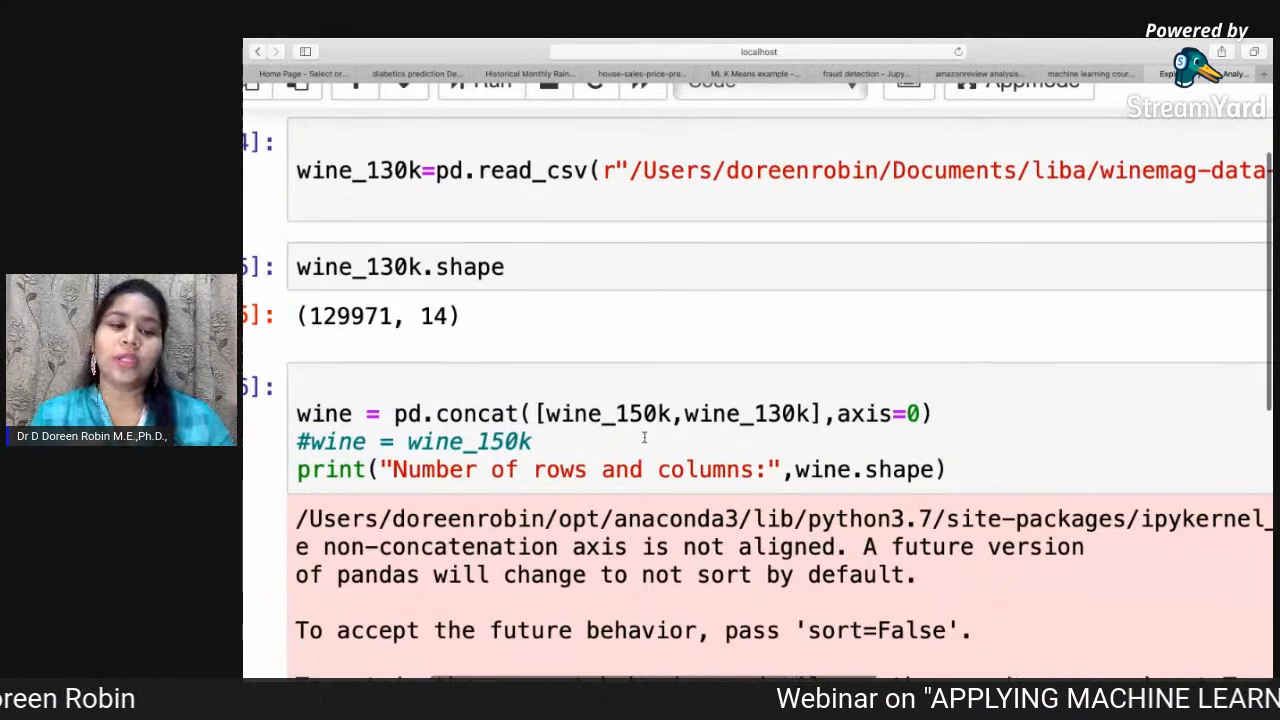 Powered by
StreamYard
localhost
Home Page - Select or...
diabetics prediction De...
Historical Monthly Rain...
house-sales-price-pre...
ML K Means example -...
fraud detection - Jupy...
amazonreview analysis...
machine learning cour...
Code
4]:
wine_130k=pd.read_csv(r"/Users/doreenrobin/Documents/liba/winemag-data-
5]:
wine_130k.shape
5]:
(129971, 14)
6]:
wine = pd.concat([wine_150k,wine_130k],axis=0)
#wine = wine_150k
print("Number of rows and columns:",wine.shape)
/Users/doreenrobin/opt/anaconda3/lib/python3.7/site-packages/ipykernel_
e non-concatenation axis is not aligned. A future version
of pandas will change to not sort by default.
To accept the future behavior, pass 'sort=False'.
Dr D Doreen Robin M.E.,Ph.D.,
oreen Robin
Webinar on "APPLYING MACHINE LEARN